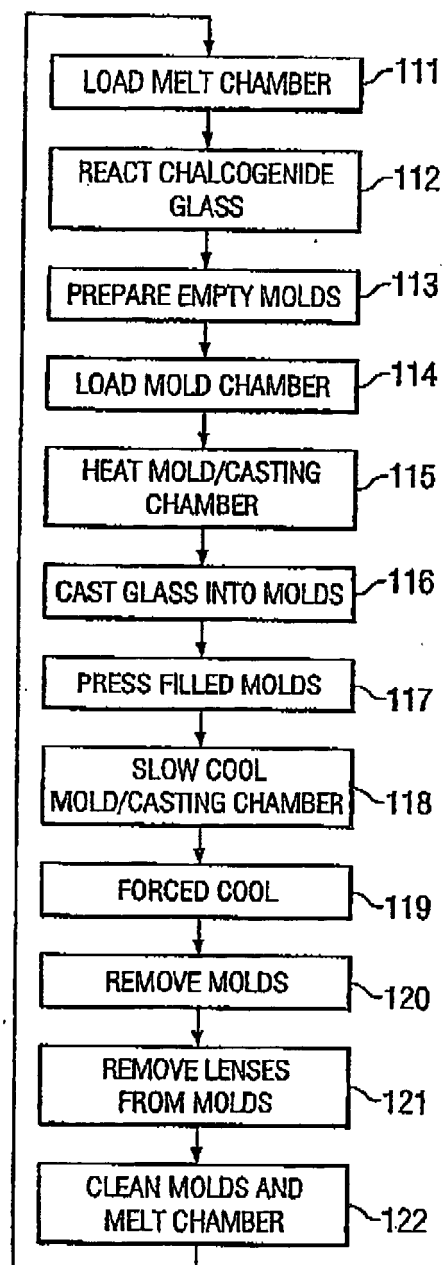 LOAD MELT CHAMBER
111
REACT CHALCOGENIDE
GLASS
112
PREPARE EMPTY MOLDS
113
LOAD MOLD CHAMBER
114
HEAT MOLD/CASTING
CHAMBER
115
CAST GLASS INTO MOLDS
116
PRESS FILLED MOLDS
117
SLOW COOL
MOLD/CASTING CHAMBER
118
FORCED COOL
119
REMOVE MOLDS
120
REMOVE LENSES
FROM MOLDS
121
CLEAN MOLDS AND
MELT CHAMBER
122